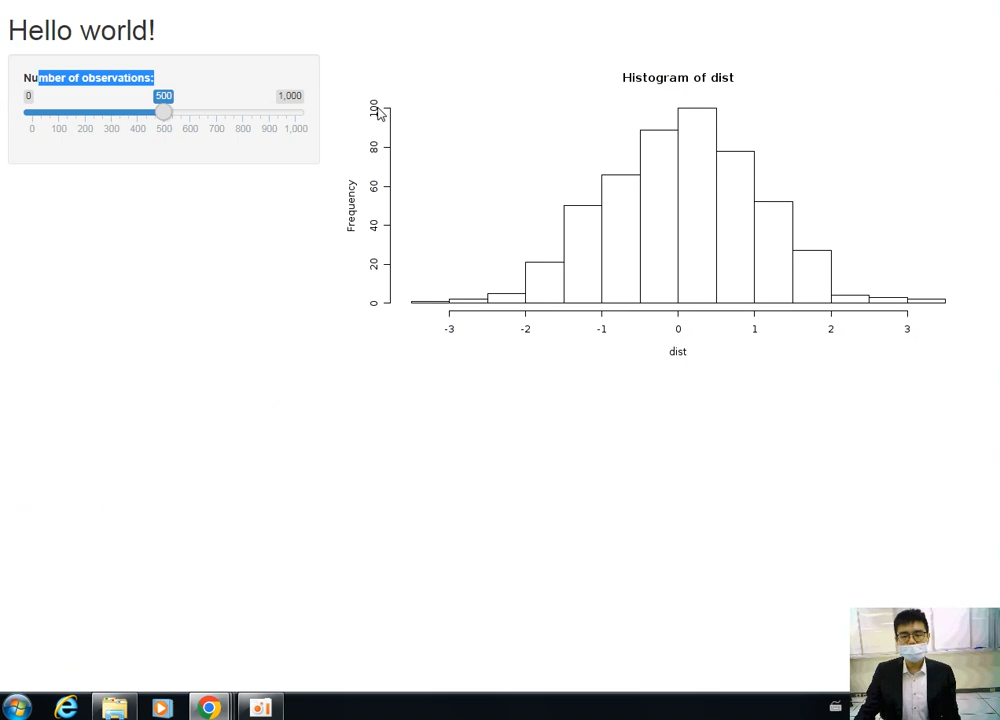 Hello world!
Number of observations:
0 500 1,000
0 100 200 300 400 500 600 700 800 900 1,000
Histogram of dist
Frequency
100
80
60
40
20
0
-3 -2 -1 0 1 2 3
dist